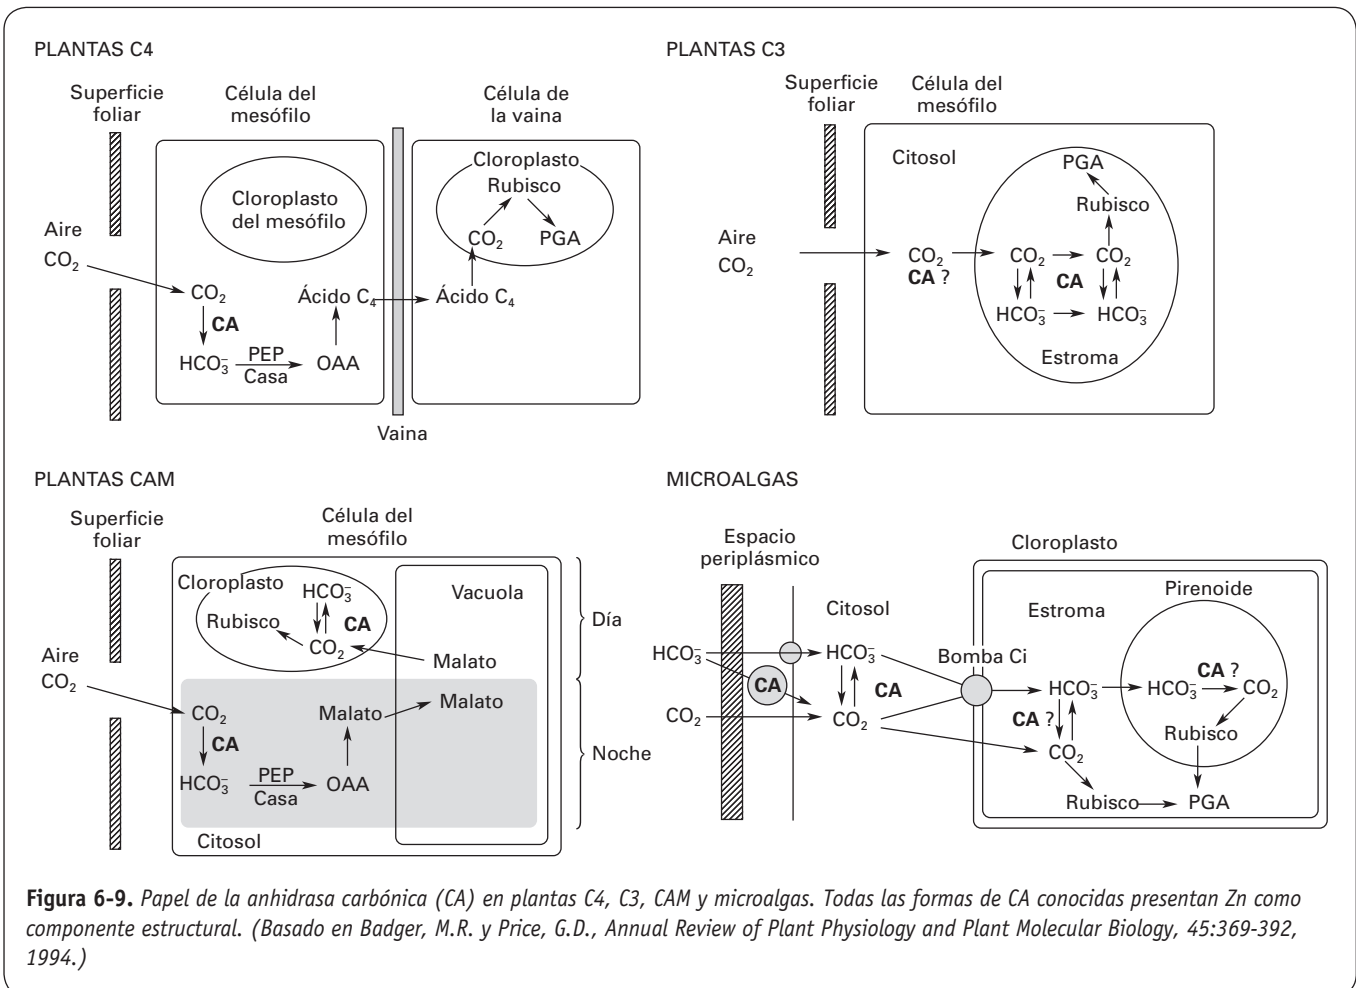 PLANTAS C4
Superficie
foliar
Célula del
mesófilo
Célula de
la vaina
Cloroplasto
del mesófilo
Cloroplasto
Rubisco
CO₂
PGA
Aire
CO₂
CO₂
CA
HCO₃⁻
PEP
Casa
OAA
Ácido C₄
Ácido C₄
Vaina
PLANTAS C3
Superficie
foliar
Célula del
mesófilo
Citosol
PGA
Rubisco
Aire
CO₂
CO₂
CA ?
CO₂
CO₂
CA
HCO₃⁻
HCO₃⁻
Estroma
PLANTAS CAM
Superficie
foliar
Célula del
mesófilo
Cloroplasto
HCO₃⁻
Rubisco
CA
CO₂
Vacuola
Malato
Día
Aire
CO₂
CO₂
CA
HCO₃⁻
PEP
Casa
OAA
Malato
Malato
Noche
Citosol
MICROALGAS
Espacio
periplásmico
Cloroplasto
Citosol
Estroma
Pirenoide
HCO₃⁻
CA
CO₂
HCO₃⁻
CA
CO₂
Bomba Ci
HCO₃⁻
CA ?
CO₂
HCO₃⁻
CA ?
CO₂
Rubisco
Rubisco
PGA
Figura 6-9. Papel de la anhidrasa carbónica (CA) en plantas C4, C3, CAM y microalgas. Todas las formas de CA conocidas presentan Zn como
componente estructural. (Basado en Badger, M.R. y Price, G.D., Annual Review of Plant Physiology and Plant Molecular Biology, 45:369-392,
1994.)